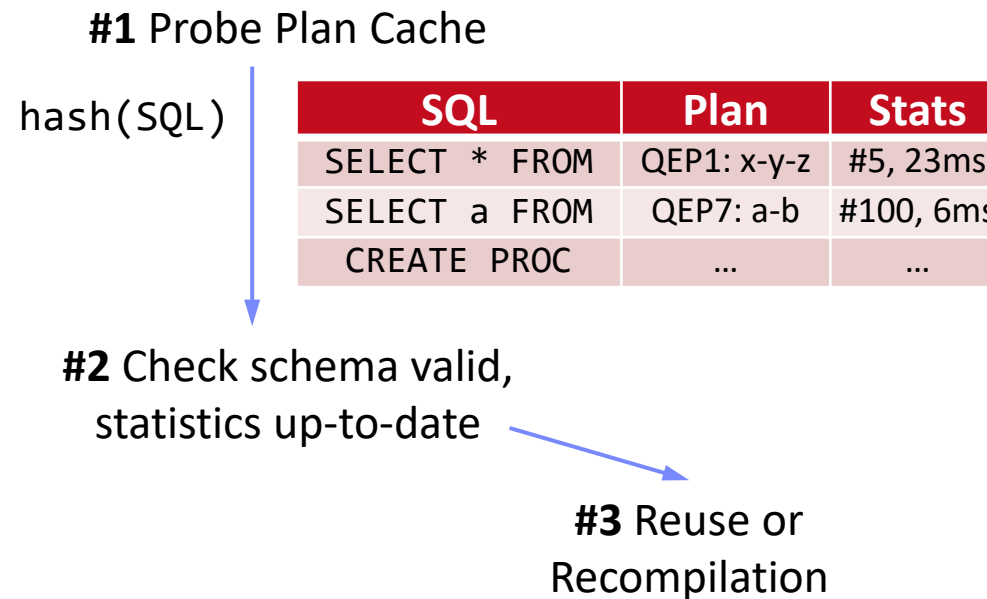 #1 Probe Plan Cache
hash(SQL)
SQL Plan Stats
SELECT * FROM QEP1: x-y-z #5, 23ms
SELECT a FROM QEP7: a-b #100, 6ms
CREATE PROC … …
#2 Check schema valid,
statistics up-to-date
#3 Reuse or
Recompilation